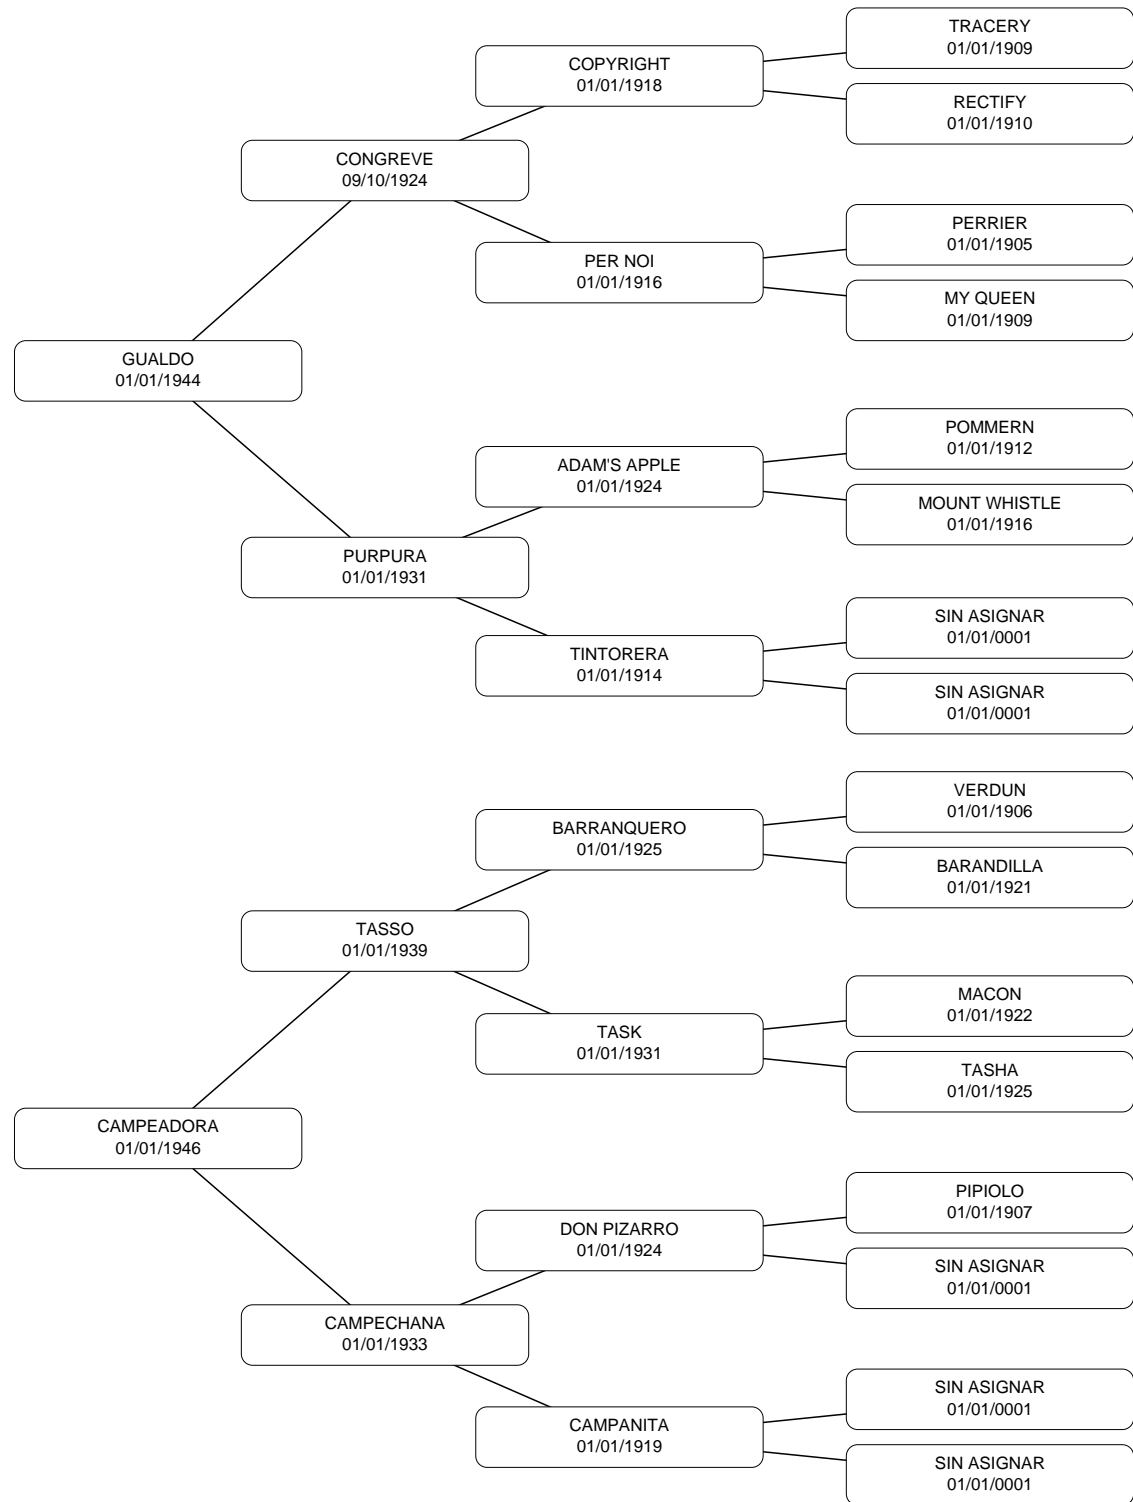 TRACERY
01/01/1909
COPYRIGHT
01/01/1918
RECTIFY
01/01/1910
CONGREVE
09/10/1924
PERRIER
01/01/1905
PER NOI
01/01/1916
MY QUEEN
01/01/1909
GUALDO
01/01/1944
POMMERN
01/01/1912
ADAM'S APPLE
01/01/1924
MOUNT WHISTLE
01/01/1916
PURPURA
01/01/1931
SIN ASIGNAR
01/01/0001
TINTORERA
01/01/1914
SIN ASIGNAR
01/01/0001
VERDUN
01/01/1906
BARRANQUERO
01/01/1925
BARANDILLA
01/01/1921
TASSO
01/01/1939
MACON
01/01/1922
TASK
01/01/1931
TASHA
01/01/1925
CAMPEADORA
01/01/1946
PIPIOLO
01/01/1907
DON PIZARRO
01/01/1924
SIN ASIGNAR
01/01/0001
CAMPECHANA
01/01/1933
SIN ASIGNAR
01/01/0001
CAMPANITA
01/01/1919
SIN ASIGNAR
01/01/0001